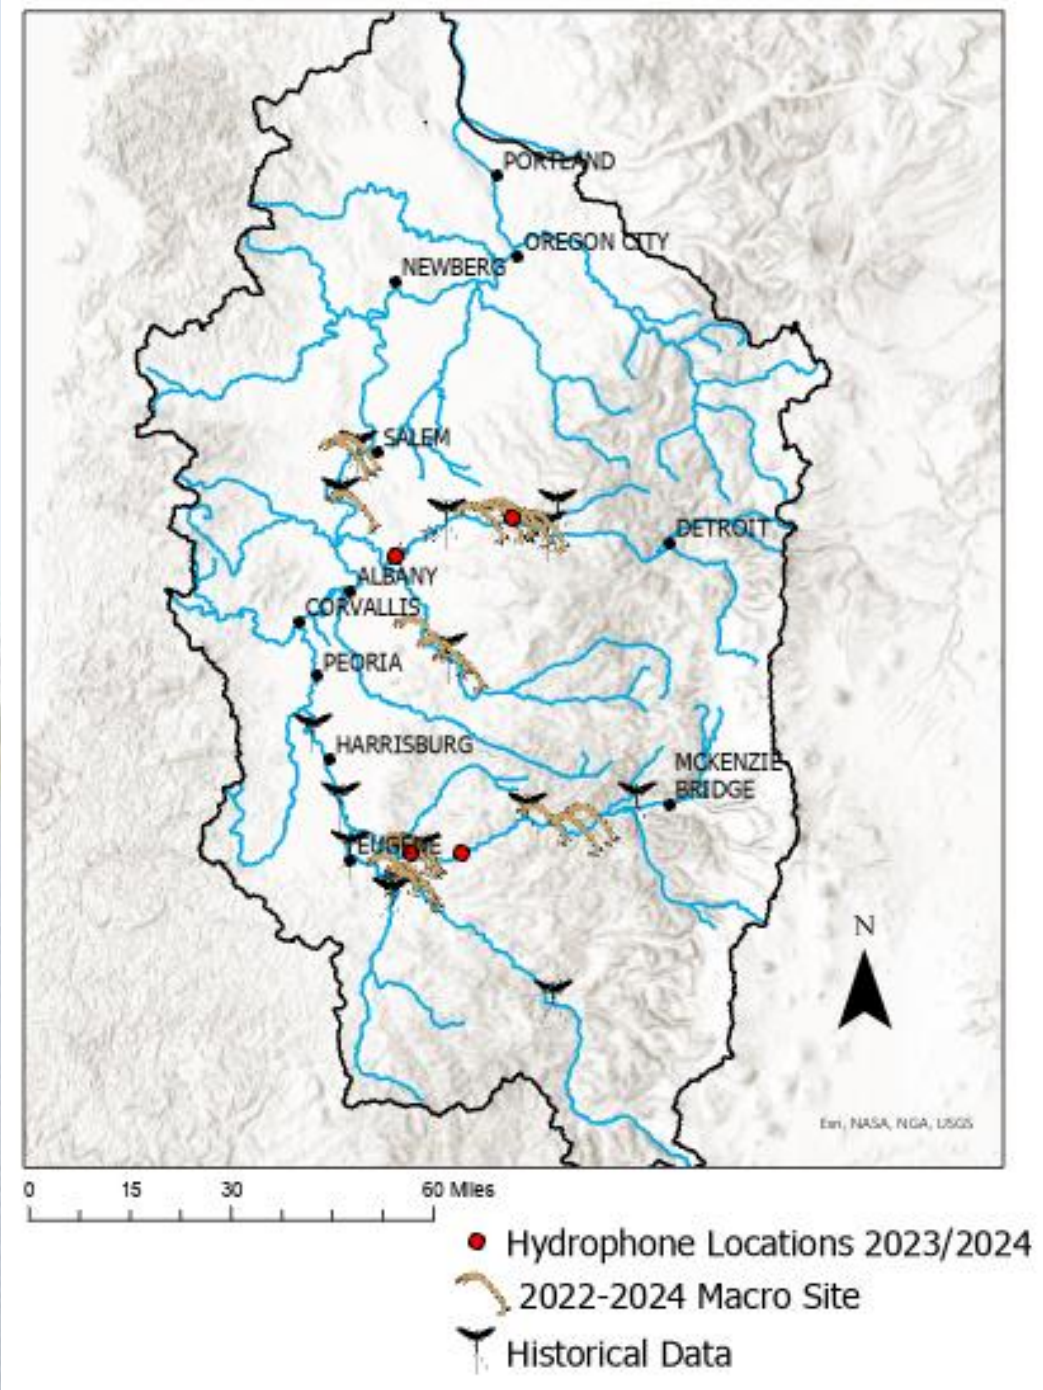 PORTLAND
OREGON CITY
NEWBERG
SALEM
DETROIT
ALBANY
CORVALLIS
PEORIA
HARRISBURG
MCKENZIE
BRIDGE
EUGENE
N
Esri, NASA, NGA, USGS
0 15 30 60 Miles
Hydrophone Locations 2023/2024
2022-2024 Macro Site
Historical Data